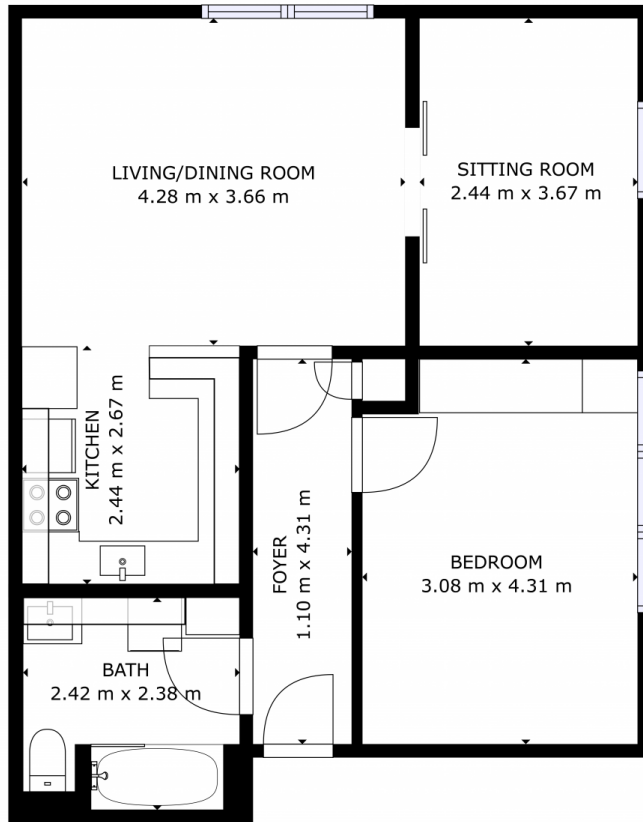 LIVING/DINING ROOM
4.28 m x 3.66 m
SITTING ROOM
2.44 m x 3.67 m
KITCHEN
2.44 m x 2.67 m
FOYER
1.10 m x 4.31 m
BEDROOM
3.08 m x 4.31 m
BATH
2.42 m x 2.38 m